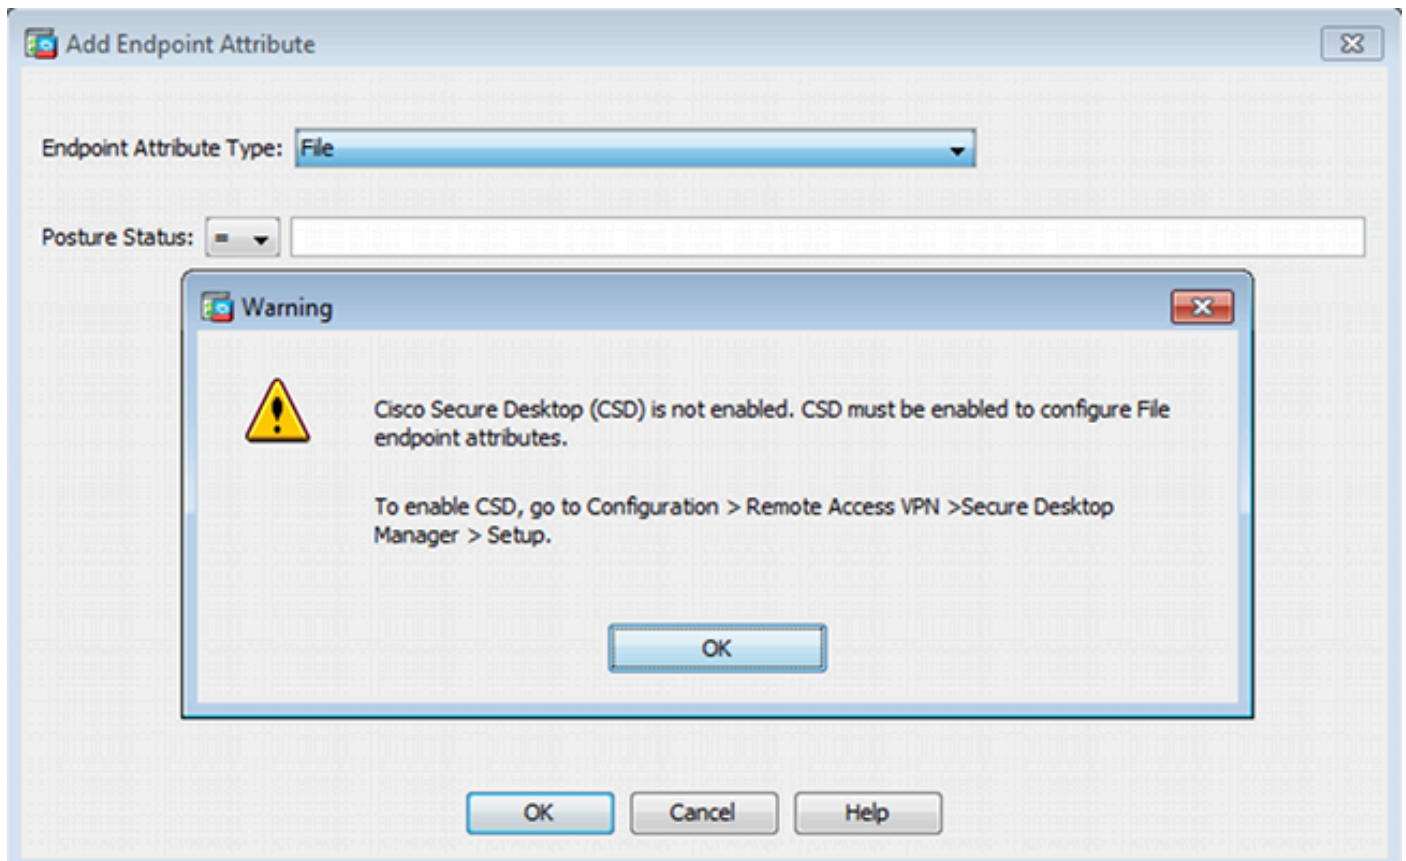 Add Endpoint Attribute
Endpoint Attribute Type: File
Posture Status: =
Warning
Cisco Secure Desktop (CSD) is not enabled. CSD must be enabled to configure File
endpoint attributes.
To enable CSD, go to Configuration > Remote Access VPN >Secure Desktop
Manager > Setup.
OK
OK Cancel Help